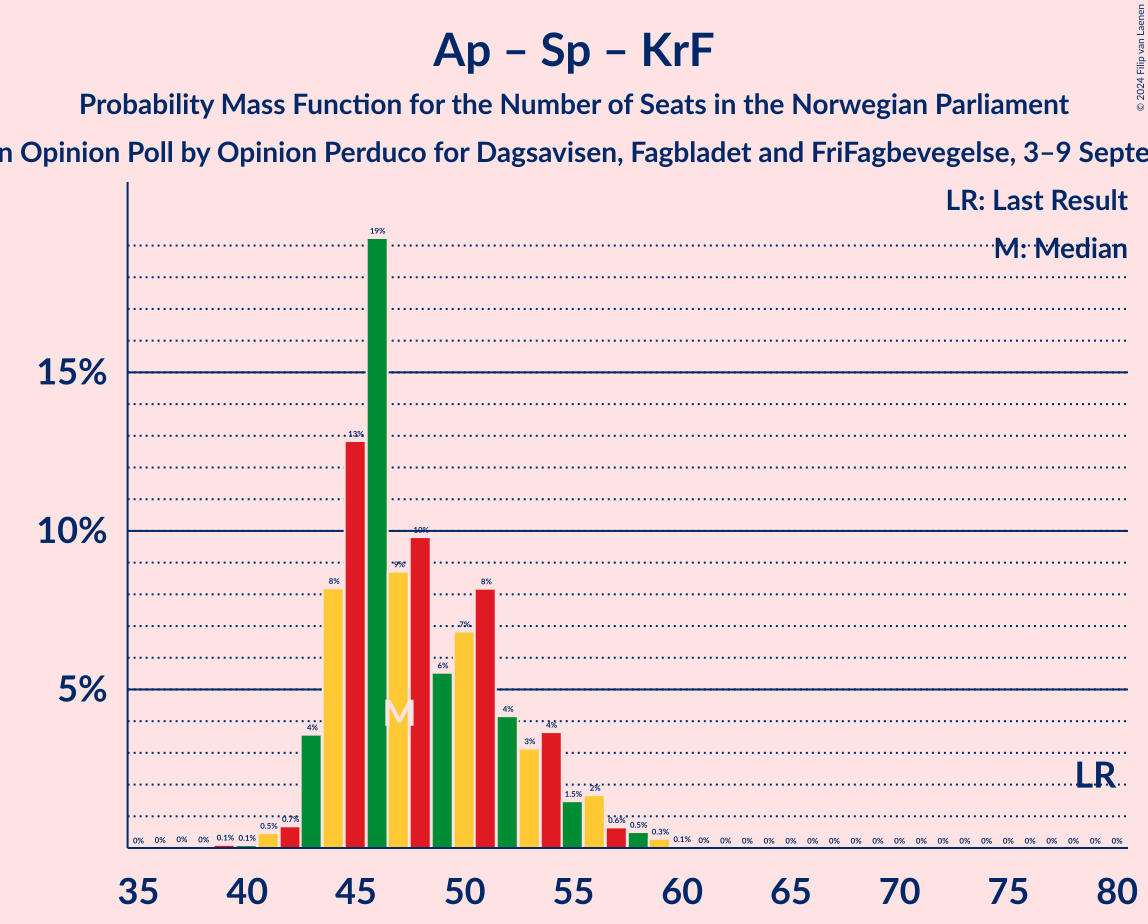 Ap – Sp – KrF
Probability Mass Function for the Number of Seats in the Norwegian Parliament
n Opinion Poll by Opinion Perduco for Dagsavisen, Fagbladet and FriFagbevegelse, 3–9 Septe
© 2024 Filip van Laenen
LR: Last Result
M: Median
15%
10%
5%
0% 0% 0% 0% 0.1% 0.1% 0.5% 0.7% 4% 8% 13% 19% 9% 10% 6% 7% 8% 4% 3% 4% 1.5% 2% 0.6% 0.5% 0.3% 0.1% 0% 0% 0% 0% 0% 0% 0% 0% 0% 0% 0% 0% 0% 0% 0% 0% 0% 0% 0% 0%
M
LR
35 40 45 50 55 60 65 70 75 80